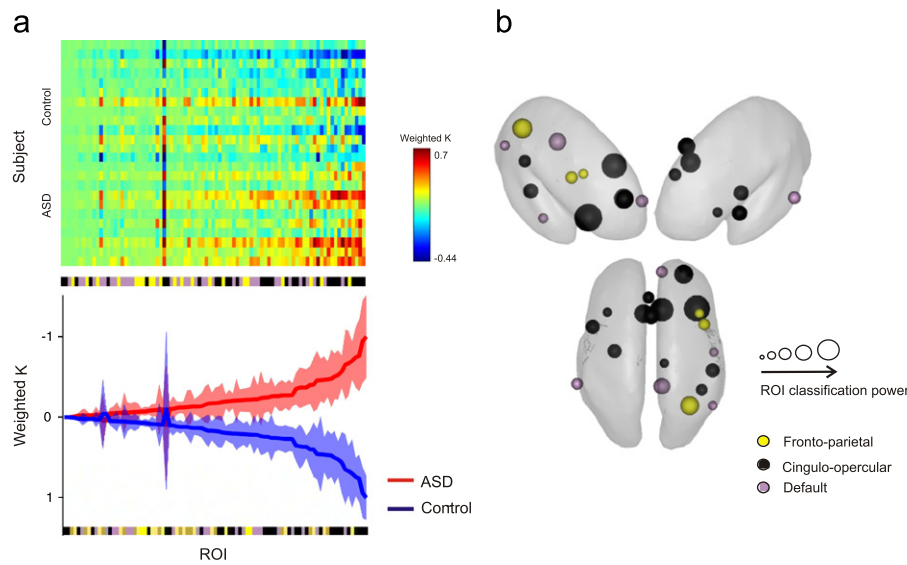 a
b
Subject
Control
ASD
Weighted K
0.7
-0.44
Weighted K
-1
0
1
ROI
ASD
Control
ROI classification power
Fronto-parietal
Cingulo-opercular
Default